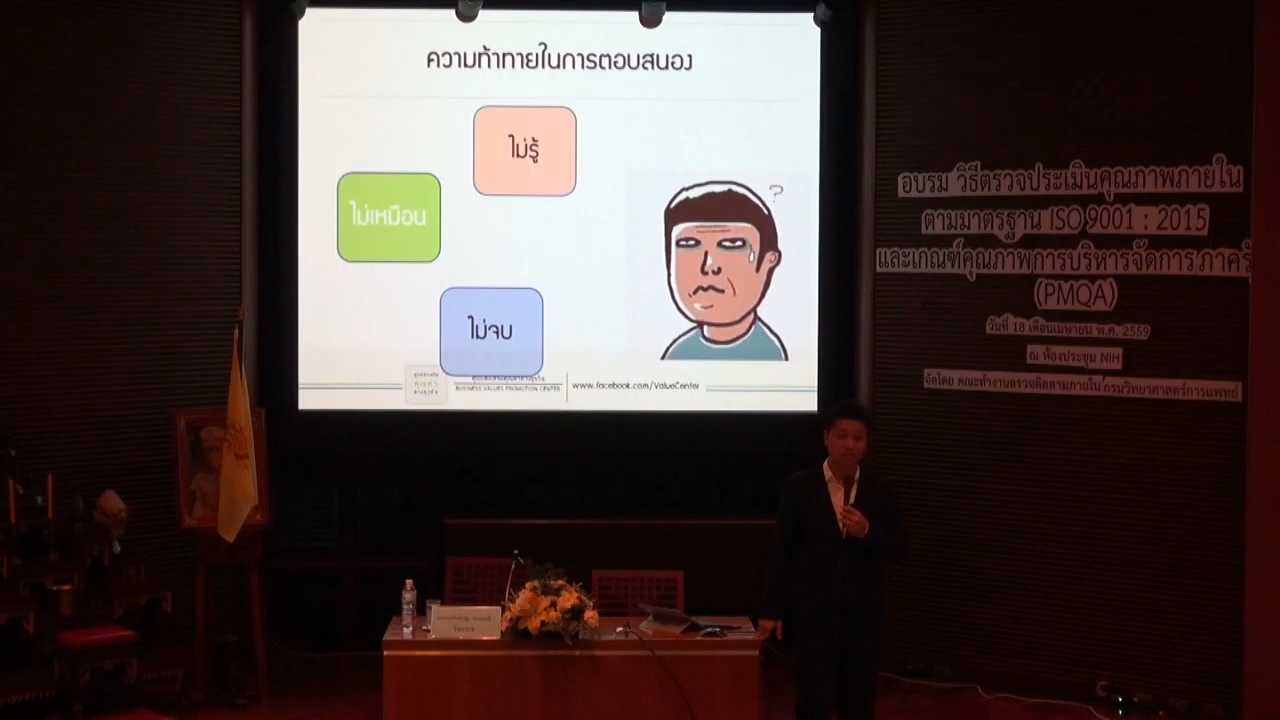 ความท้าทายในการตอบสนอง
ไม่รู้
ไม่เหมือน
ไม่จบ
?
BUSINESS VALUES PRODUCTION CENTER
www.facebook.com/ValueCenter
อบรม วิธีตรวจประเมินคุณภาพภายใน
ตามมาตรฐาน ISO 9001 : 2015
และเกณฑ์คุณภาพการบริหารจัดการภาครั
(PMQA)
วันที่ 18 เดือนเมษายน พ.ศ. 2559
ณ ห้องประชุม NIH
จัดโดย คณะทำงานตรวจติดตามภายใน กรมวิทยาศาสตร์การแพทย์
วิทยากร